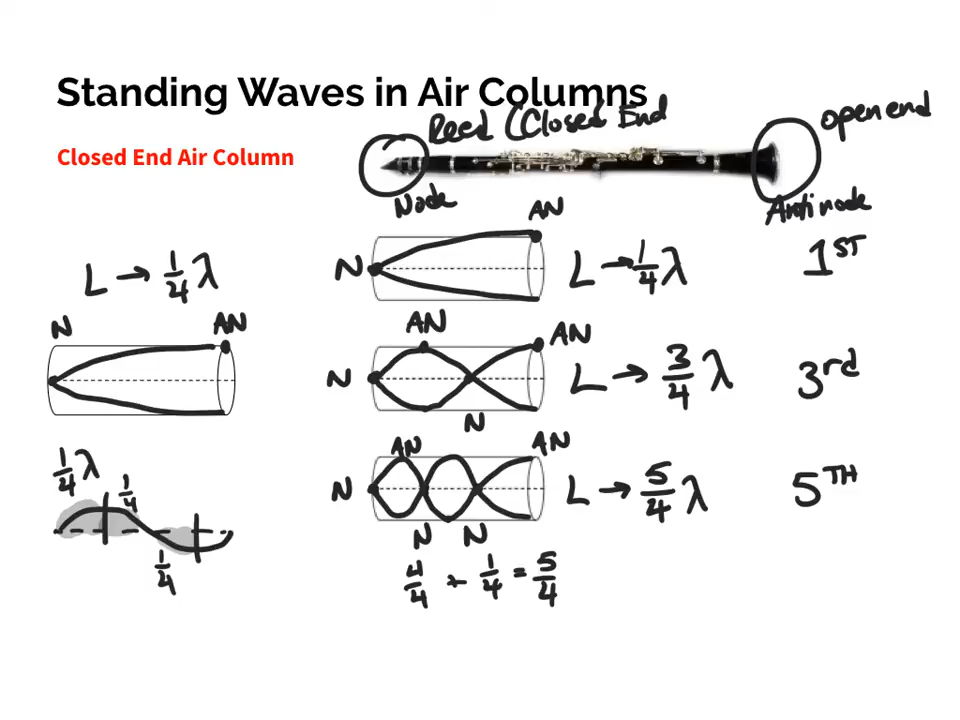 Standing Waves in Air Columns
Reed (Closed End
open end
Closed End Air Column
Node
AN
Antinode
N
L → 1/4 λ
1ST
L → 1/4 λ
N AN
AN
AN
N
L → 3/4 λ
3rd
N
AN
AN
1/4 λ
N
L → 5/4 λ
5TH
1/4
N N
1/4
4/4 + 1/4 = 5/4